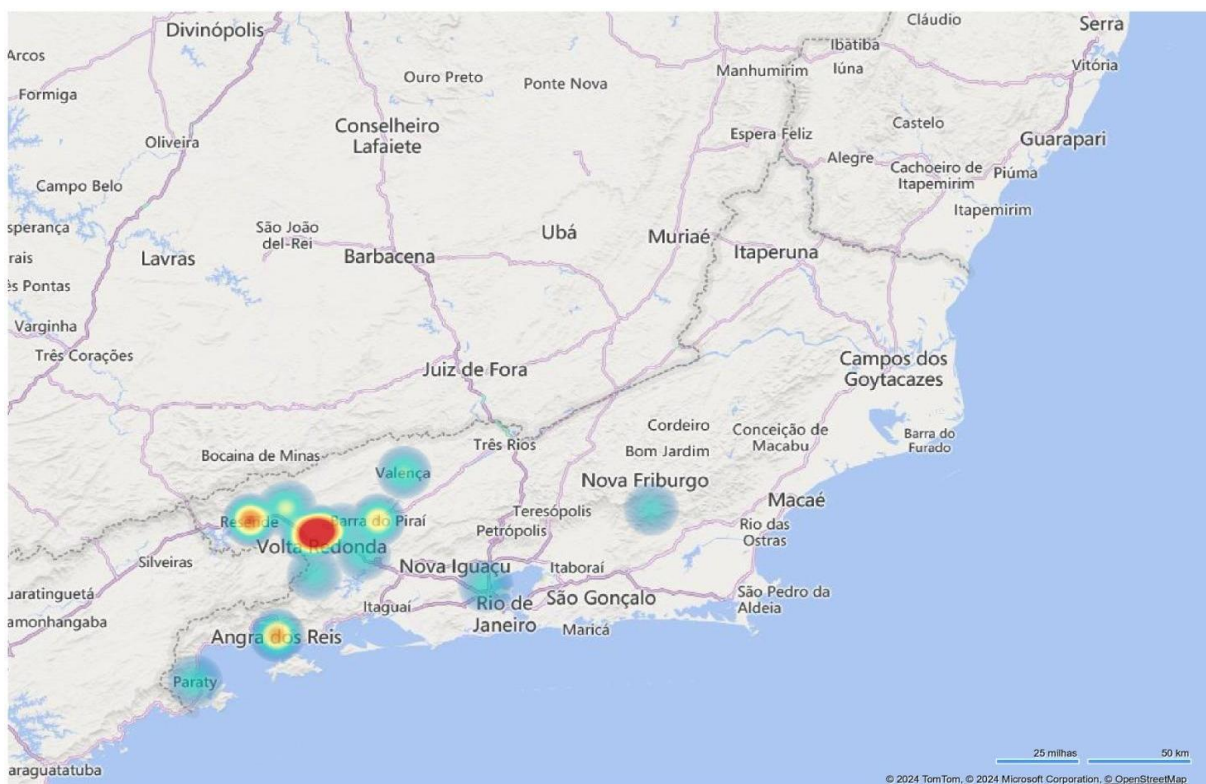 Cláudio
Divinópolis
Serra
Arcos
Ibatiba
Iúna
Vitória
Ouro Preto
Manhumirim
Ponte Nova
Formiga
Conselheiro
Lafaiete
Castelo
Espera Feliz
Oliveira
Guarapari
Alegre
Cachoeiro de
Itapemirim
Piúma
Campo Belo
Itapemirim
sperança
São João
del-Rei
Ubá
Muriaé
Itaperuna
Lavras
Barbacena
rais
ês Pontas
Varginha
Três Corações
Juiz de Fora
Campos dos
Goytacazes
Cordeiro
Conceição de
Macabu
Barra do
Furado
Três Rios
Bom Jardim
Bocaina de Minas
Valença
Nova Friburgo
Macaé
Teresópolis
Resende
Barra do Piraí
Petrópolis
Rio das
Ostras
Volta Redonda
Silveiras
Nova Iguaçu
Itaboraí
uaratinguetá
São Pedro da
Aldeia
Itaguaí
Rio de
Janeiro
São Gonçalo
amonhangaba
Maricá
Angra dos Reis
Paraty
25 milhas
50 km
araguatatuba
© 2024 TomTom, © 2024 Microsoft Corporation, © OpenStreetMap